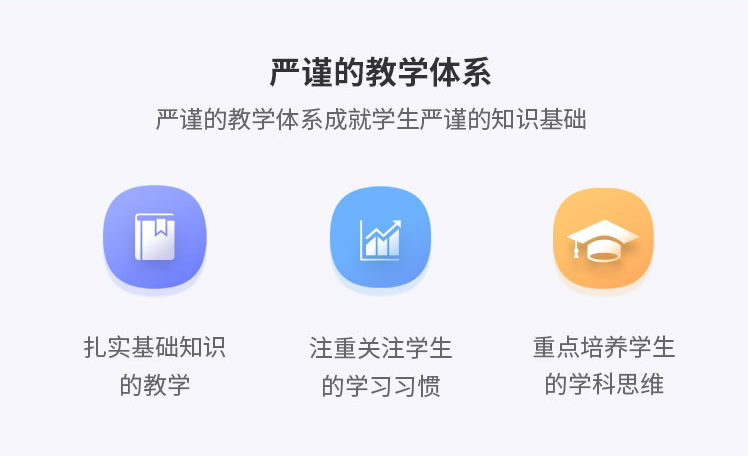 严谨的教学体系
严谨的教学体系成就学生严谨的知识基础
扎实基础知识
的教学
注重关注学生
的学习习惯
重点培养学生
的学科思维